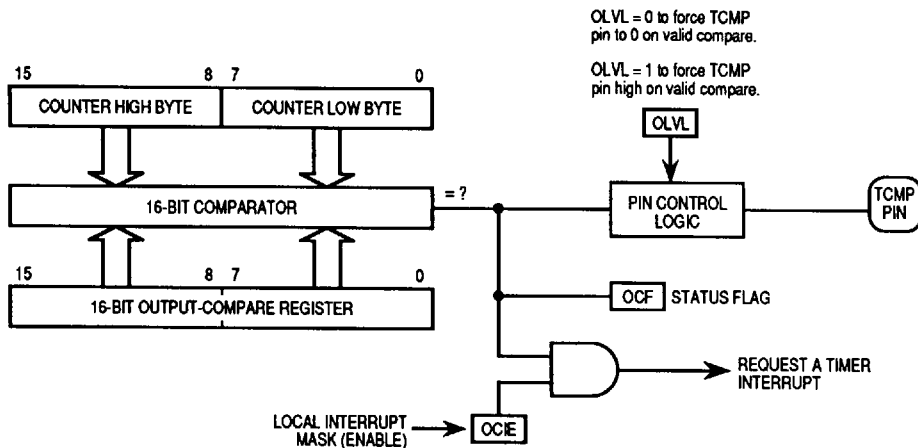 OLVL = 0 to force TCMP
pin to 0 on valid compare.
OLVL = 1 to force TCMP
pin high on valid compare.
15 8 7 0
COUNTER HIGH BYTE COUNTER LOW BYTE
OLVL
16-BIT COMPARATOR
= ?
PIN CONTROL
LOGIC
TCMP
PIN
15 8 7 0
16-BIT OUTPUT-COMPARE REGISTER
OCF STATUS FLAG
REQUEST A TIMER
INTERRUPT
LOCAL INTERRUPT
MASK (ENABLE)
OCIE